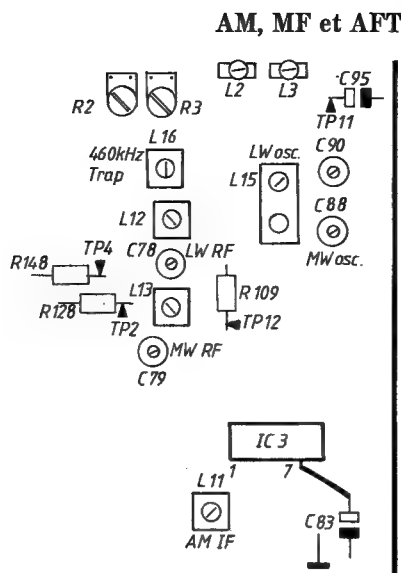 AM, MF et AFT
R2
R3
L2
L3
C95
TP11
L16
460kHz
Trap
LW osc.
L15
C90
L12
C88
C78
LW RF
MW osc.
TP4
R148
L13
R109
R128
TP2
TP12
MW RF
C79
IC 3
1
7
L11
C83
AM IF